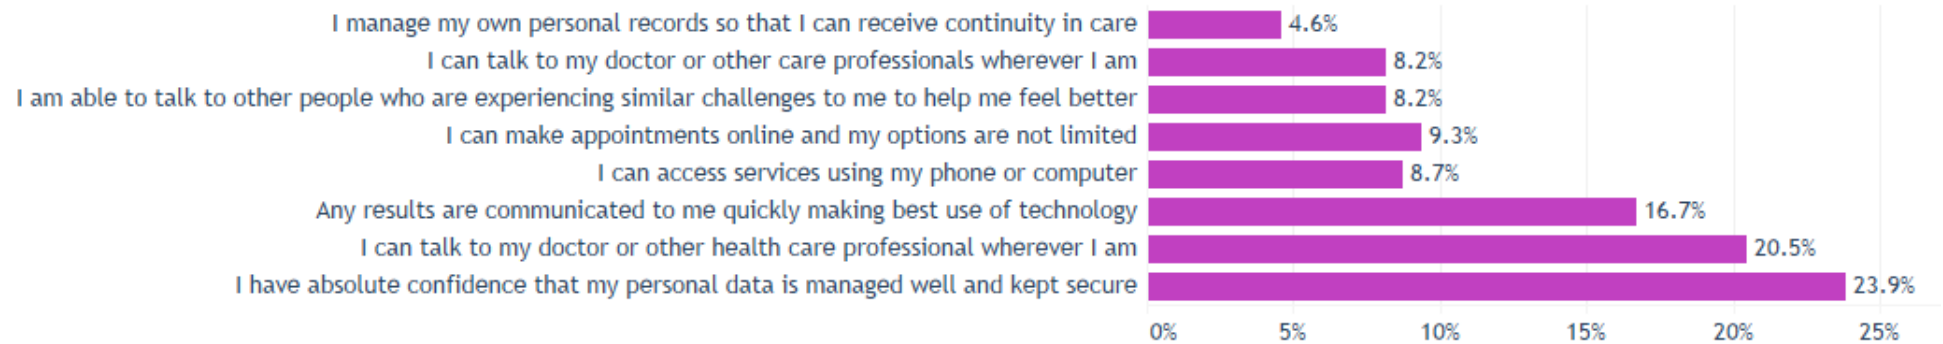 I manage my own personal records so that I can receive continuity in care 4.6%
I can talk to my doctor or other care professionals wherever I am 8.2%
I am able to talk to other people who are experiencing similar challenges to me to help me feel better 8.2%
I can make appointments online and my options are not limited 9.3%
I can access services using my phone or computer 8.7%
Any results are communicated to me quickly making best use of technology 16.7%
I can talk to my doctor or other health care professional wherever I am 20.5%
I have absolute confidence that my personal data is managed well and kept secure 23.9%
0% 5% 10% 15% 20% 25%